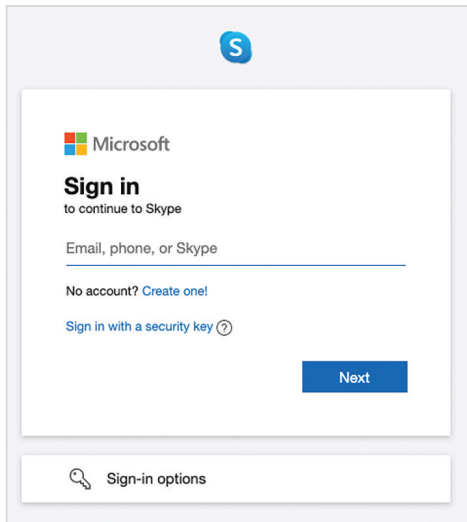 S
Microsoft
Sign in
to continue to Skype
Email, phone, or Skype
No account? Create one!
Sign in with a security key ?
Next
Sign-in options